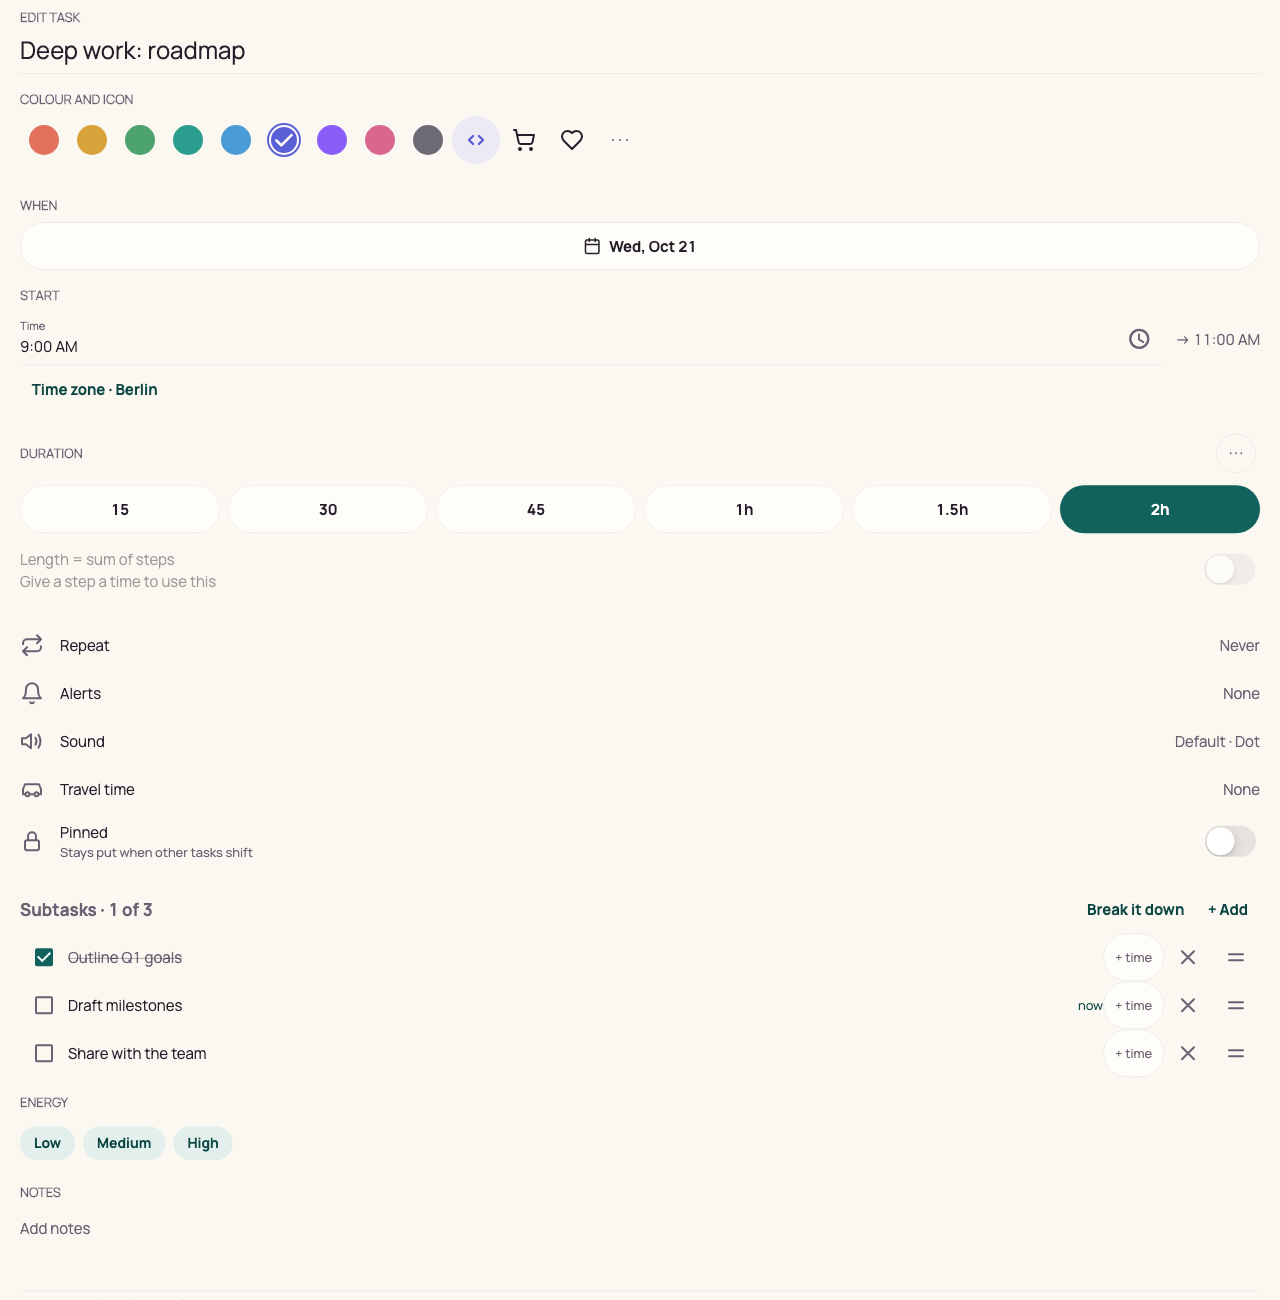 EDIT TASK
Deep work: roadmap
COLOUR AND ICON
WHEN
Wed, Oct 21
START
Time
9:00 AM
→ 11:00 AM
Time zone · Berlin
DURATION
15 30 45 1h 1.5h 2h
Length = sum of steps
Give a step a time to use this
Repeat Never
Alerts None
Sound Default · Dot
Travel time None
Pinned
Stays put when other tasks shift
Subtasks · 1 of 3 Break it down + Add
Outline Q1 goals + time
Draft milestones now + time
Share with the team + time
ENERGY
Low Medium High
NOTES
Add notes